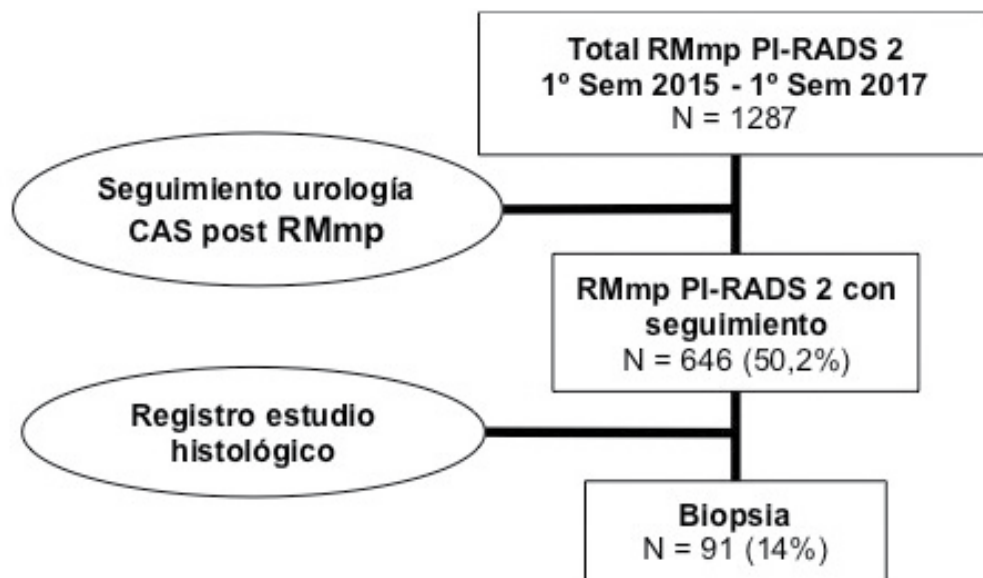 Total RMmp PI-RADS 2
1º Sem 2015 - 1º Sem 2017
N = 1287
Seguimiento urología
CAS post RMmp
RMmp PI-RADS 2 con
seguimiento
N = 646 (50,2%)
Registro estudio
histológico
Biopsia
N = 91 (14%)